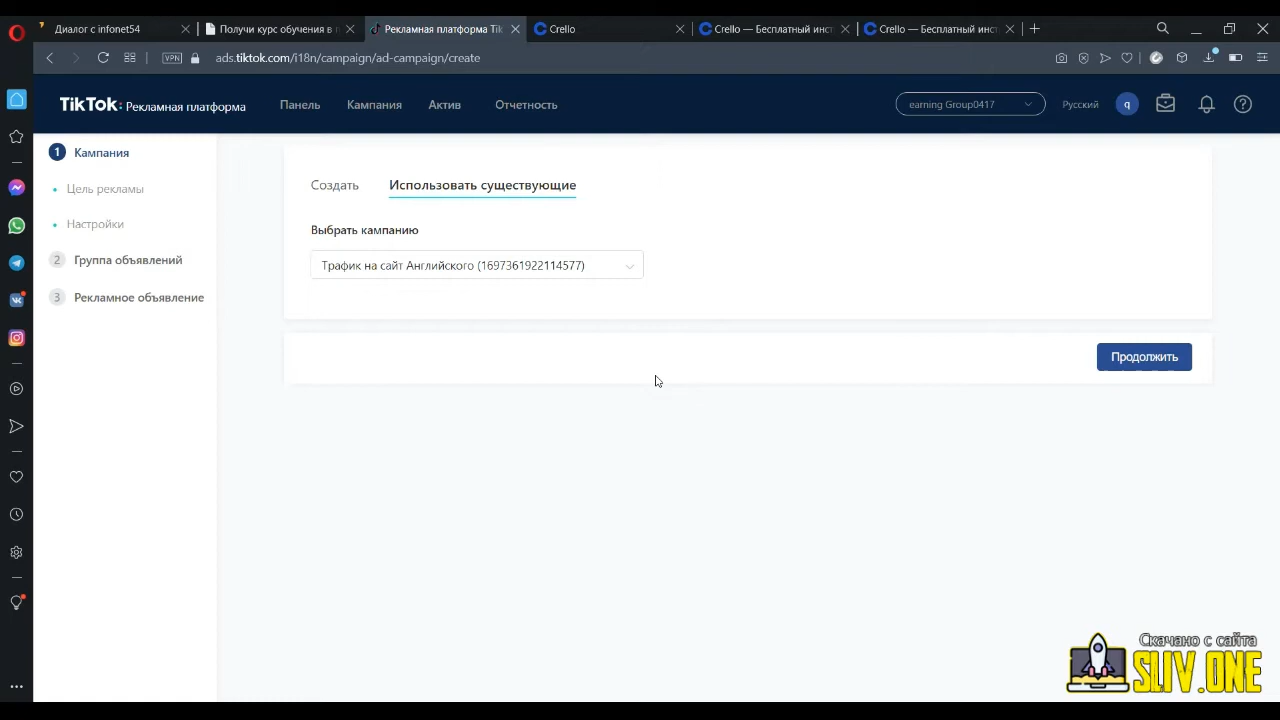 Диалог с infonet54
Получи курс обучения в п
Рекламная платформа Tik
Crello
Crello — Бесплатный инст
Crello — Бесплатный инст
VPN
ads.tiktok.com/i18n/campaign/ad-campaign/create
TikTok: Рекламная платформа
Панель
Кампания
Актив
Отчетность
earning Group0417
Русский
q
1 Кампания
Цель рекламы
Настройки
2 Группа объявлений
3 Рекламное объявление
Создать
Использовать существующие
Выбрать кампанию
Трафик на сайт Английского (1697361922114577)
Продолжить
Скачано с сайта
SLIV.ONE